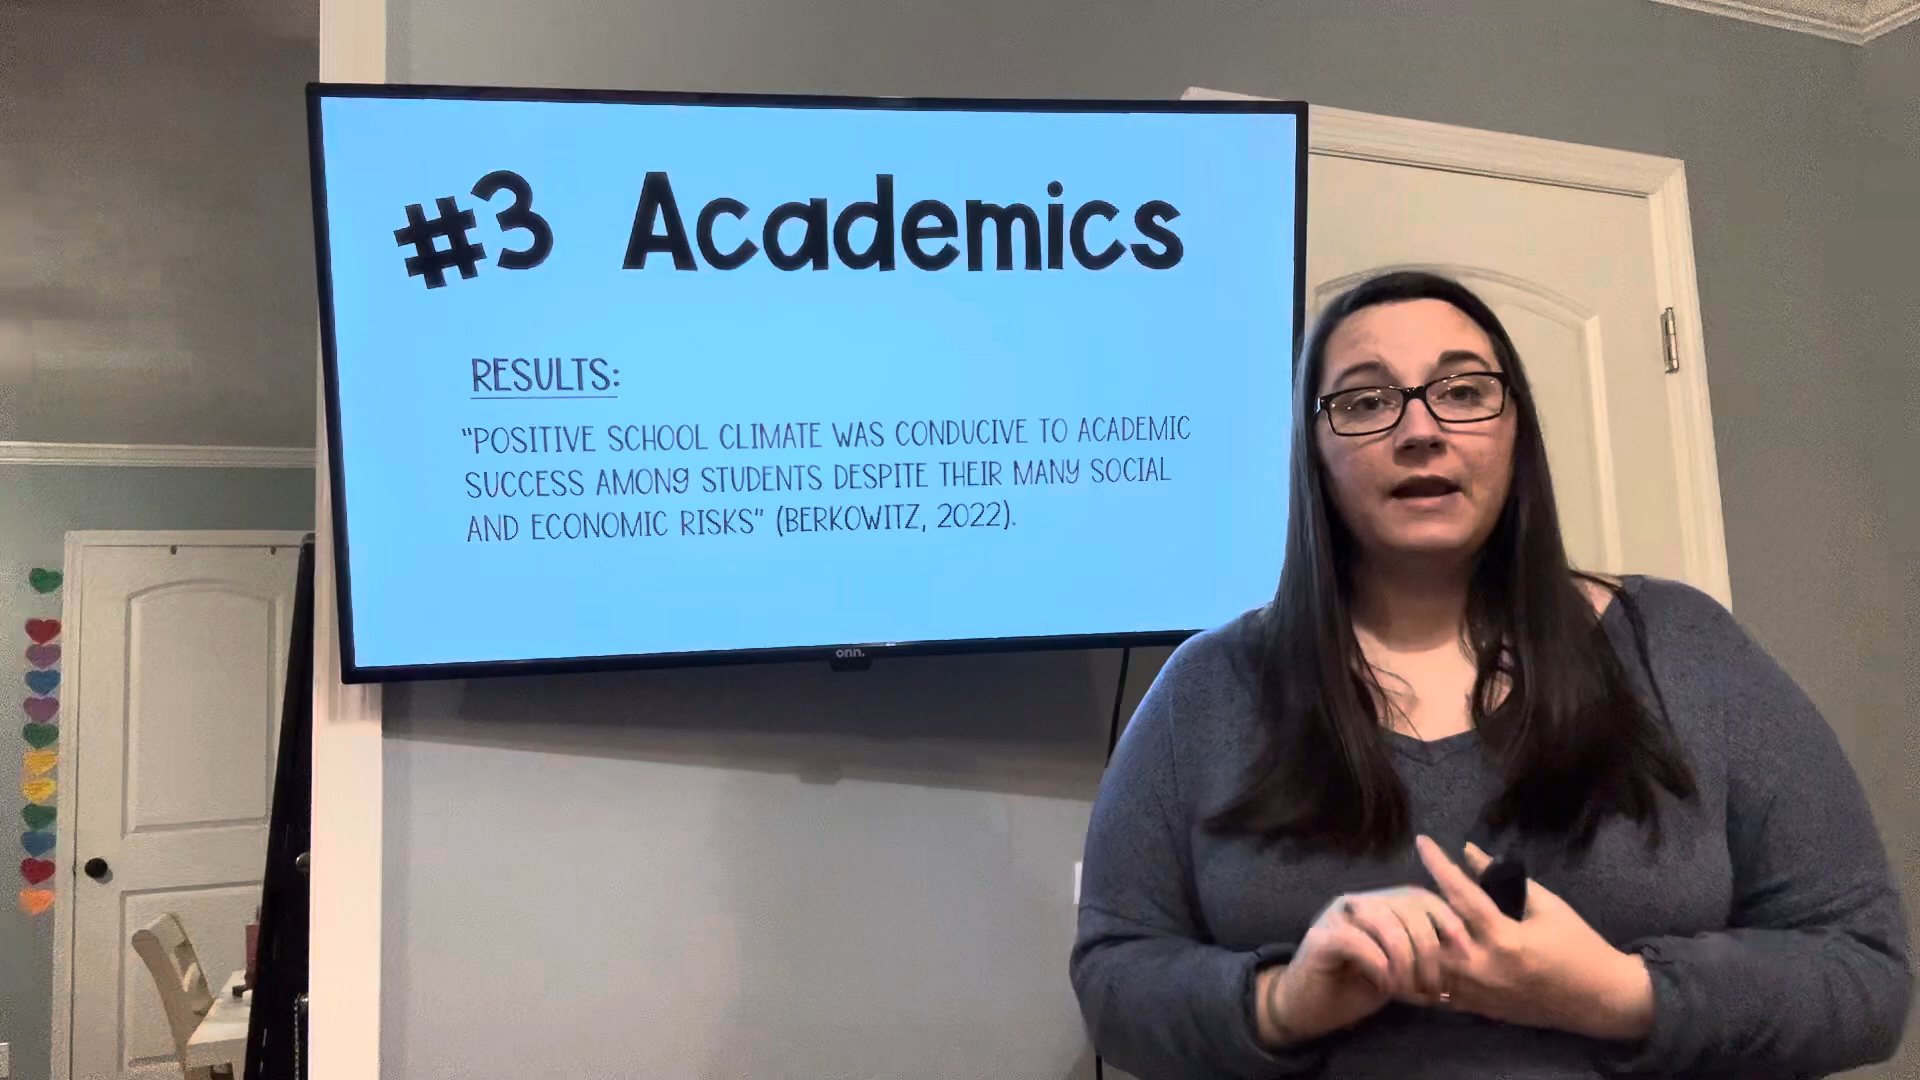 #3 Academics
RESULTS:
"POSITIVE SCHOOL CLIMATE WAS CONDUCIVE TO ACADEMIC
SUCCESS AMONG STUDENTS DESPITE THEIR MANY SOCIAL
AND ECONOMIC RISKS" (BERKOWITZ, 2022).
onn.